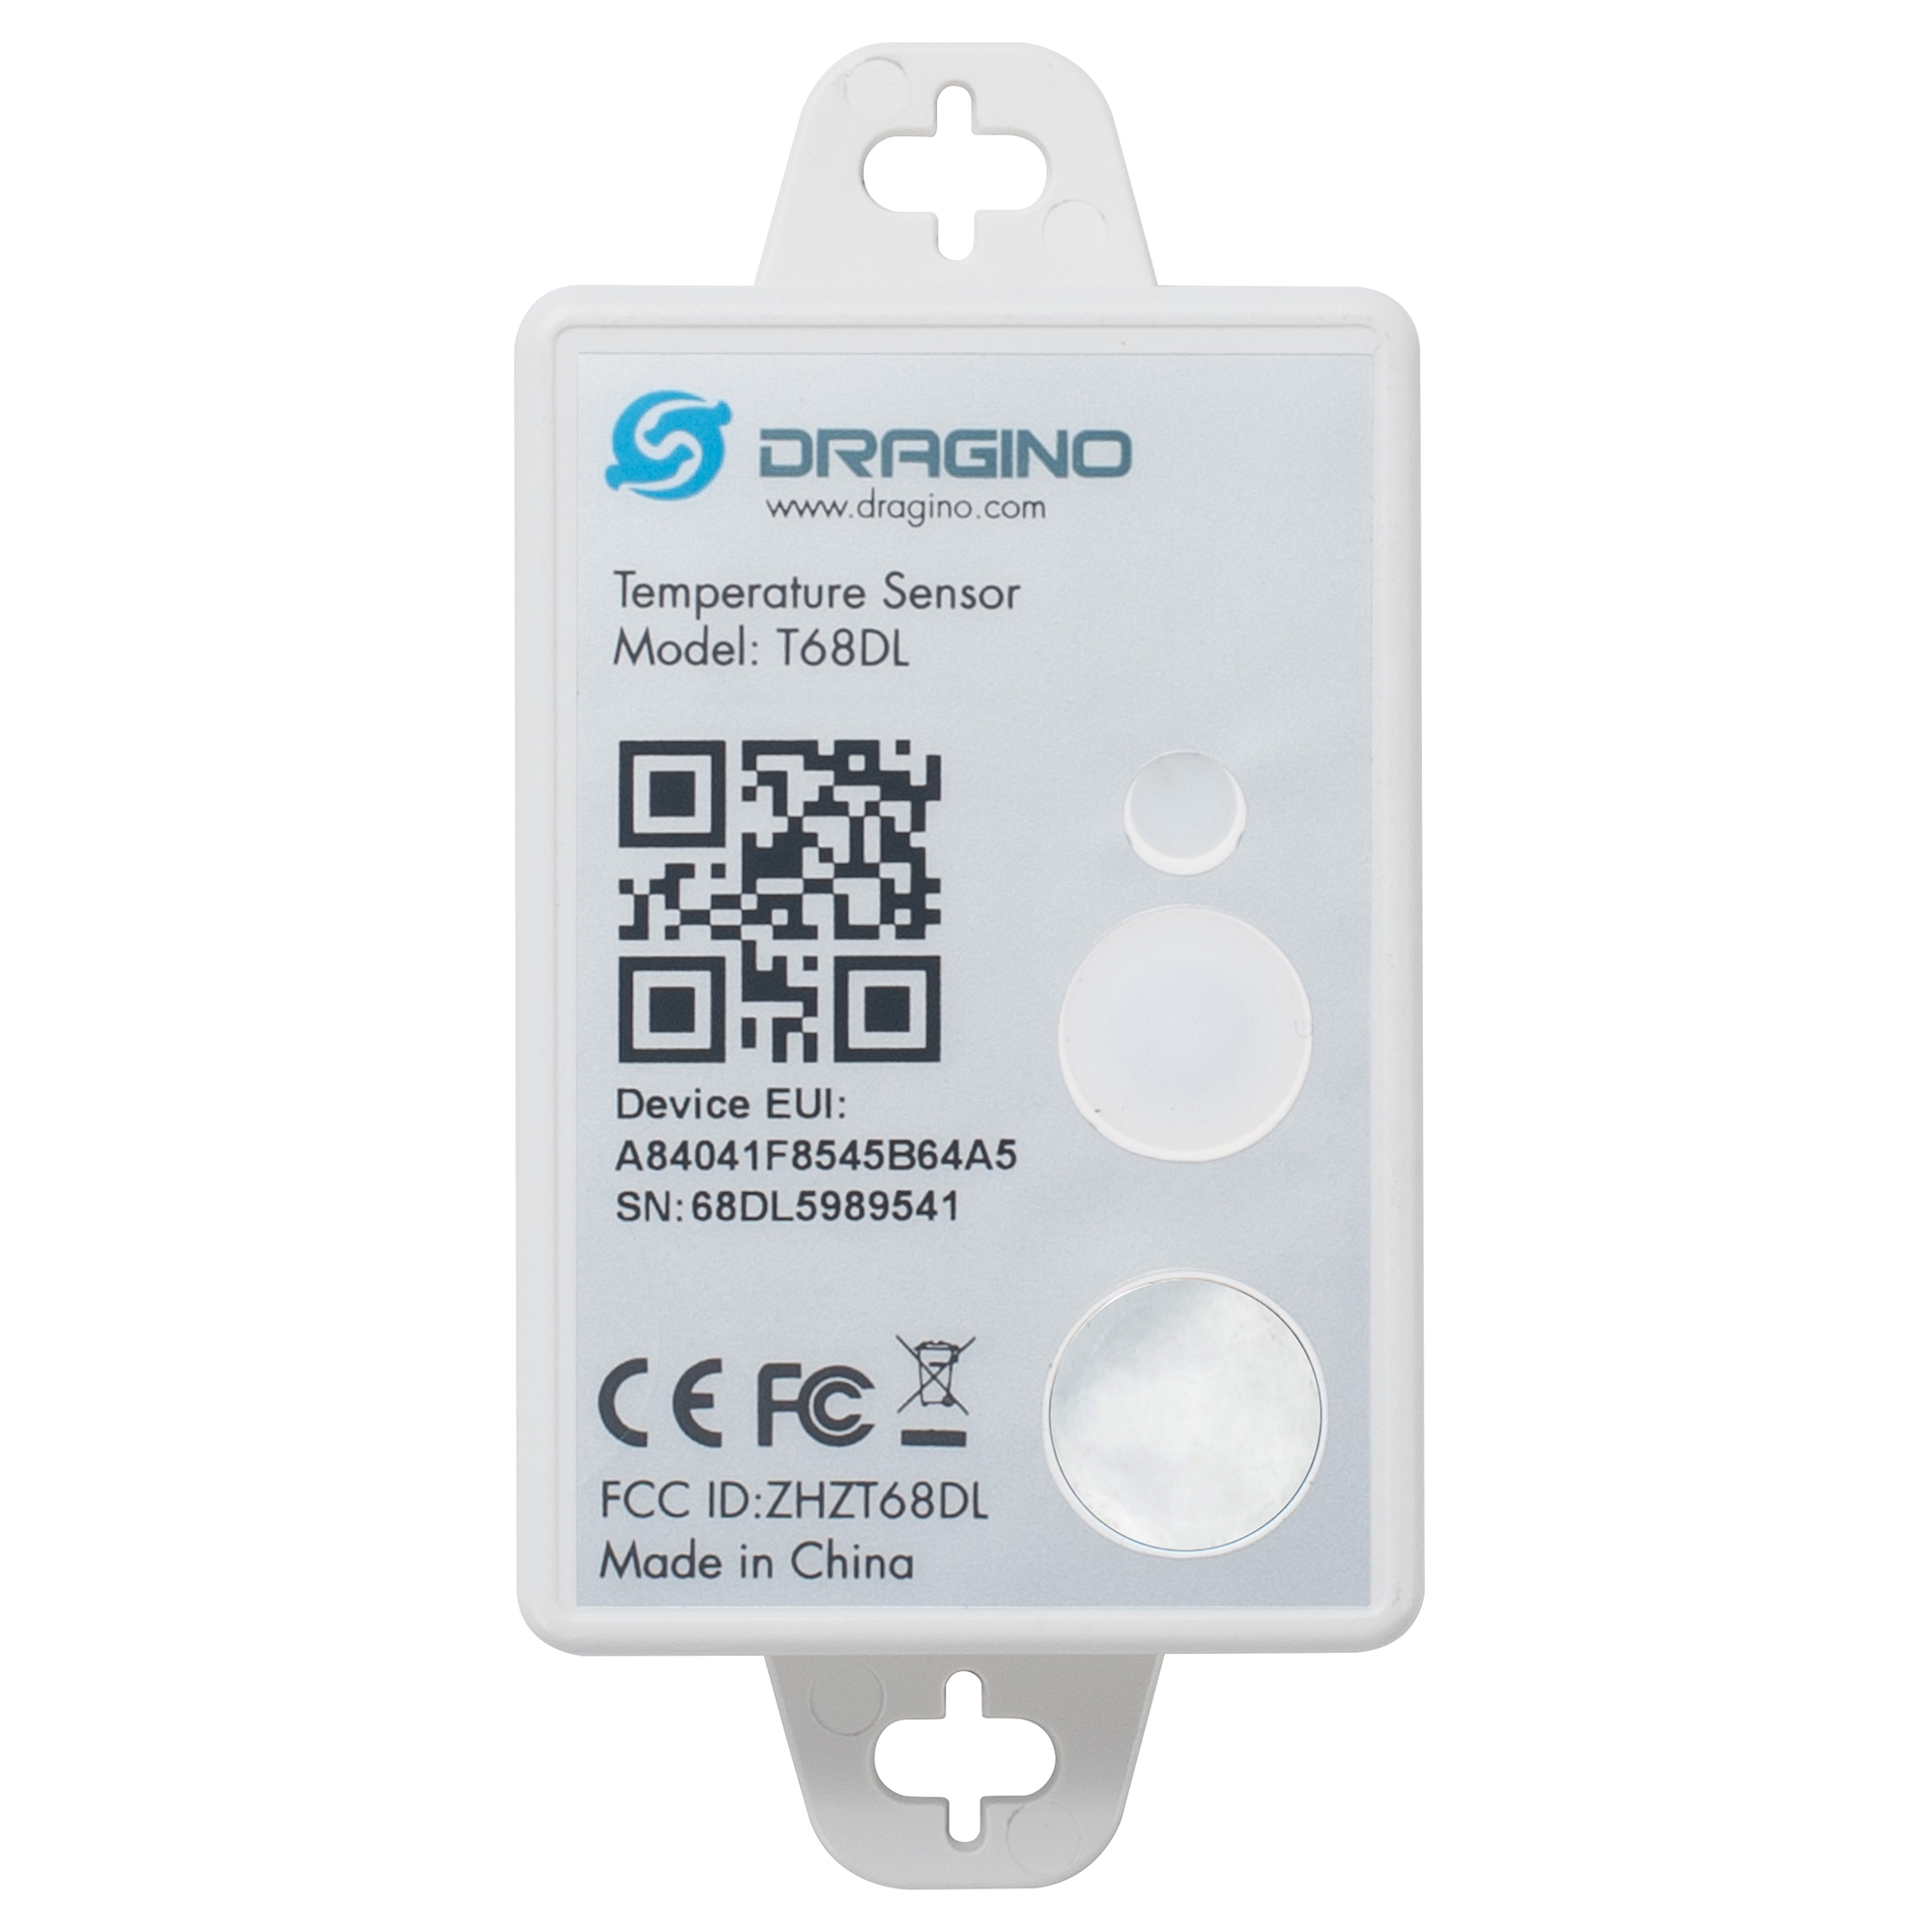 DRAGINO
www.dragino.com
Temperature Sensor
Model: T68DL
Device EUI:
A84041F8545B64A5
SN:68DL5989541
CE FC
FCC ID:ZHZT68DL
Made in China